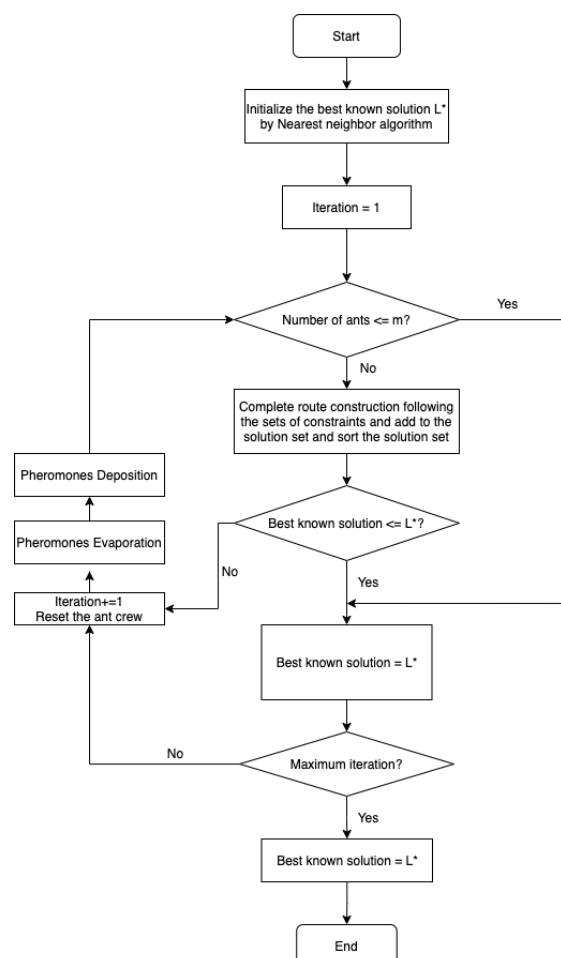 Start
Initialize the best known solution L*
by Nearest neighbor algorithm
Iteration = 1
Number of ants <= m?
Yes
No
Complete route construction following
the sets of constraints and add to the
solution set and sort the solution set
Pheromones Deposition
Best known solution <= L*?
Pheromones Evaporation
No
Yes
Iteration+=1
Reset the ant crew
Best known solution = L*
No
Maximum iteration?
Yes
Best known solution = L*
End